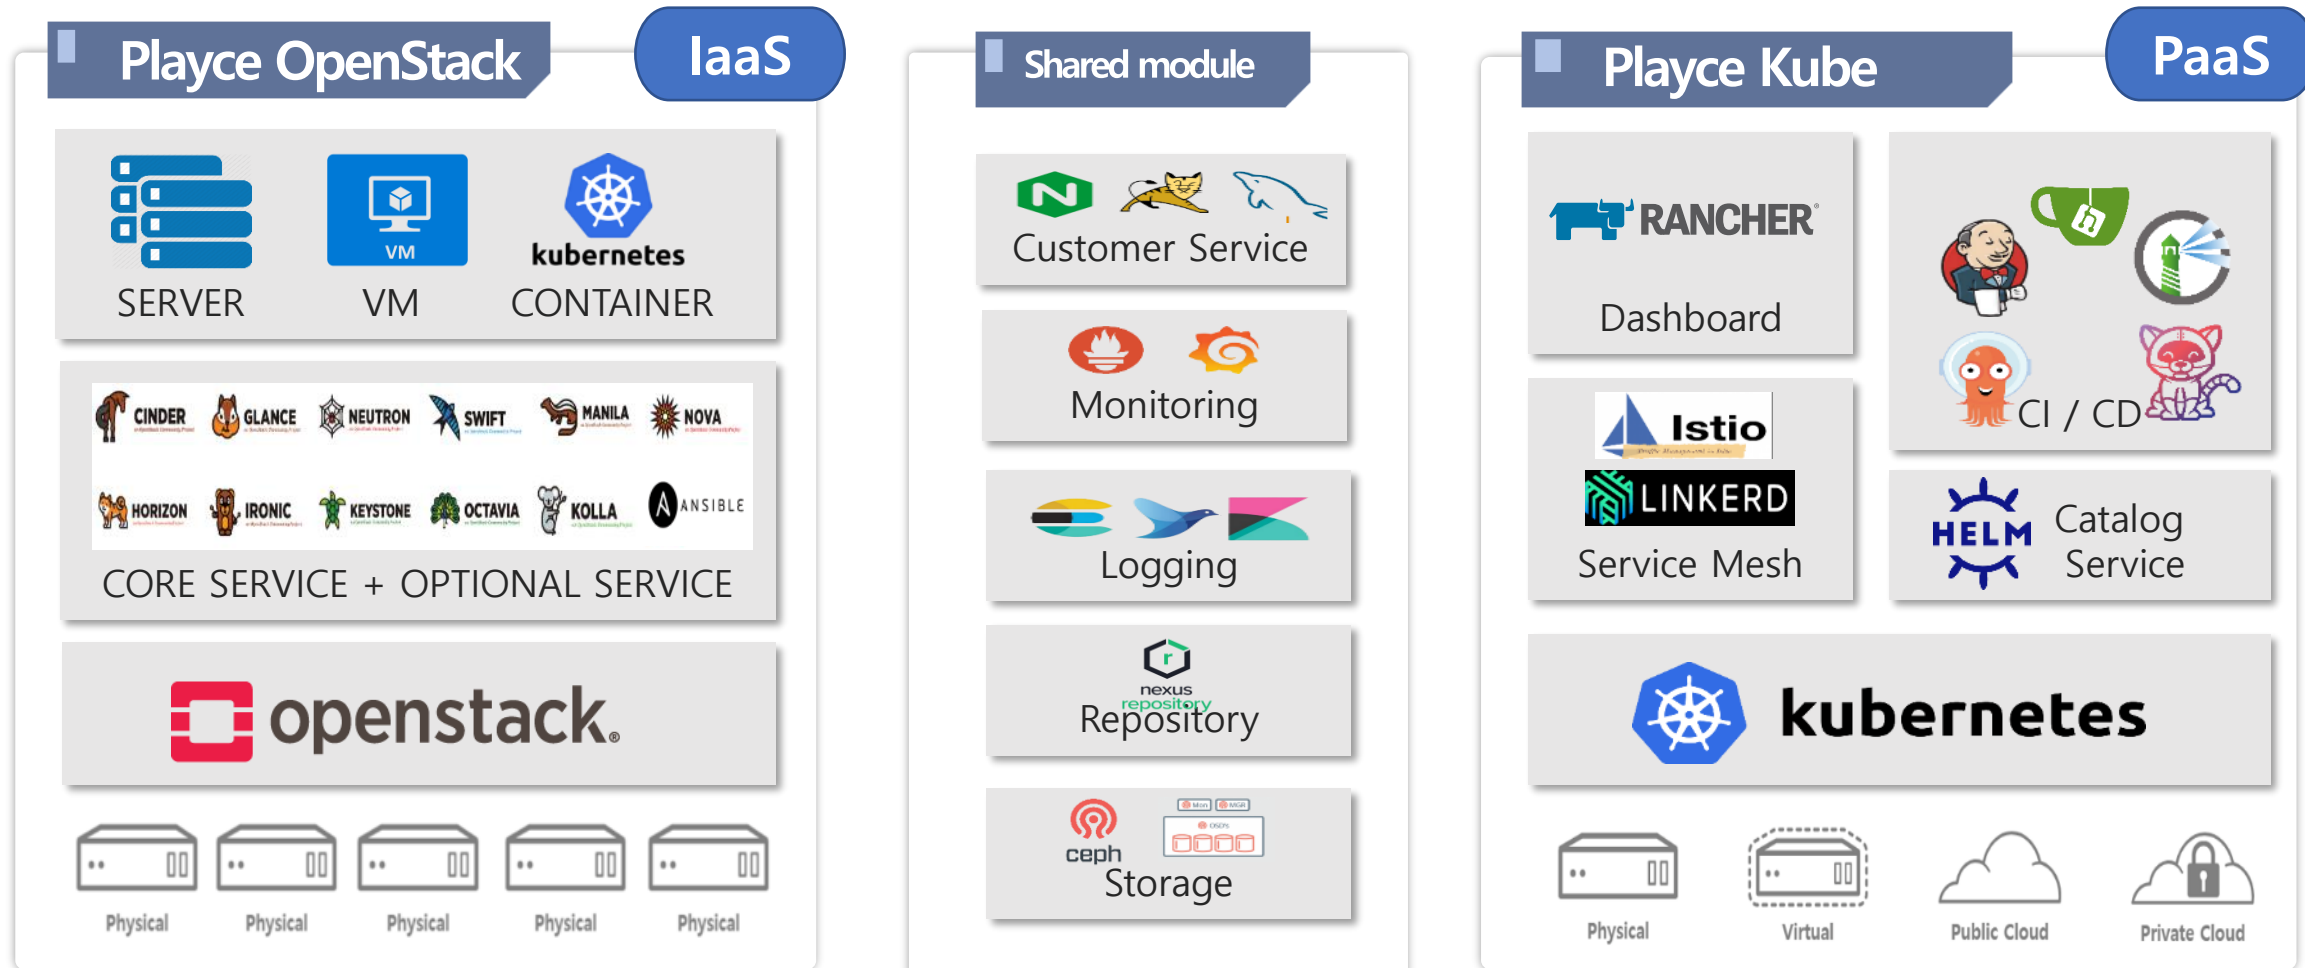 Playce OpenStack
IaaS
VM
kubernetes
SERVER
VM
CONTAINER
CINDER
GLANCE
NEUTRON
SWIFT
MANILA
NOVA
HORIZON
IRONIC
KEYSTONE
OCTAVIA
KOLLA
ANSIBLE
CORE SERVICE + OPTIONAL SERVICE
openstack®
Physical
Physical
Physical
Physical
Physical
Shared module
Customer Service
Monitoring
Logging
nexus
repository
Repository
ceph
Mon
MGR
OSD's
Storage
Playce Kube
PaaS
RANCHER®
Dashboard
CI / CD
Istio
LINKERD
Service Mesh
HELM
Catalog
Service
kubernetes
Physical
Virtual
Public Cloud
Private Cloud